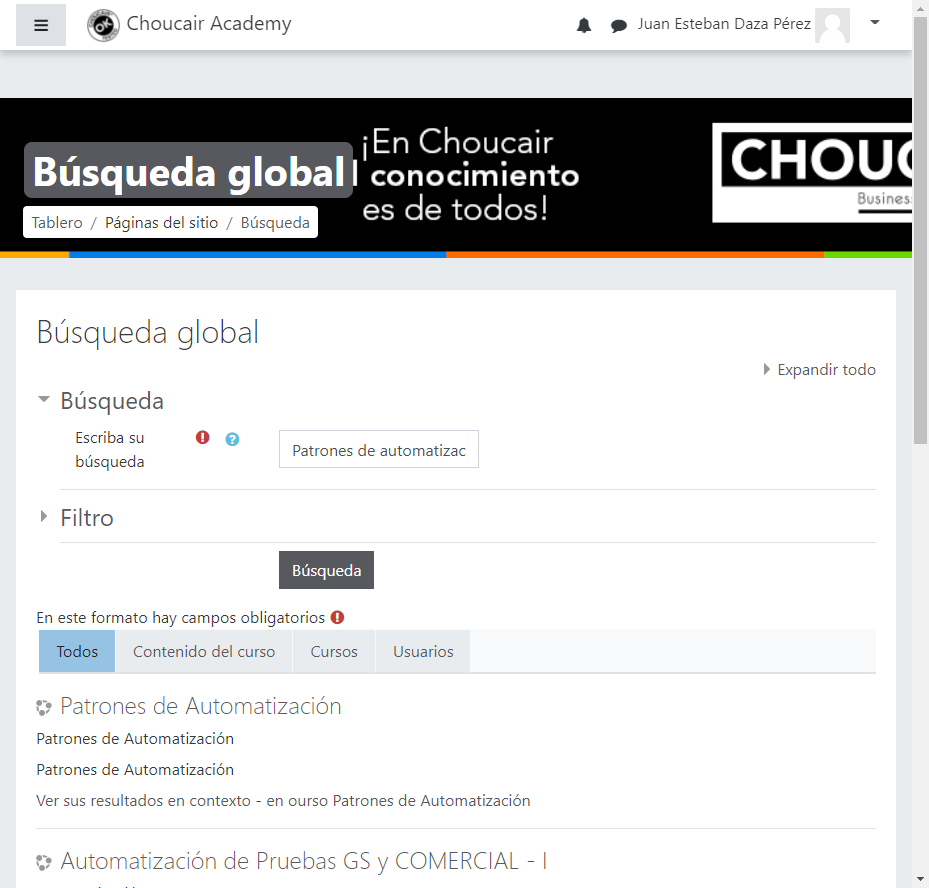 Choucair Academy
Juan Esteban Daza Pérez
¡En Choucair
conocimiento
es de todos!
CHOUC
Busines
Búsqueda global
Tablero / Páginas del sitio / Búsqueda
Búsqueda global
Expandir todo
Búsqueda
Escriba su
búsqueda
Patrones de automatizac
Filtro
Búsqueda
En este formato hay campos obligatorios
Todos
Contenido del curso
Cursos
Usuarios
Patrones de Automatización
Patrones de Automatización
Patrones de Automatización
Ver sus resultados en contexto - en ourso Patrones de Automatización
Automatización de Pruebas GS y COMERCIAL - I